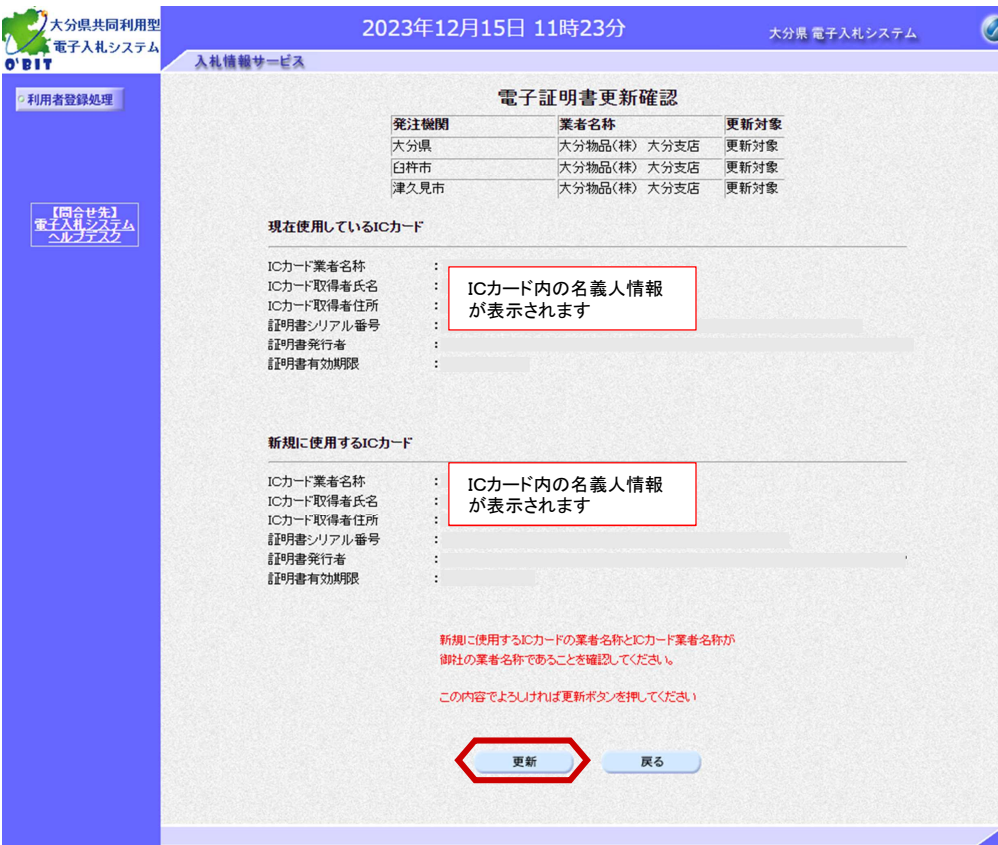 大分県共同利用型
電子入札システム
O'BIT
2023年12月15日 11時23分
大分県 電子入札システム
入札情報サービス
利用者登録処理
【問合せ先】
電子入札システム
ヘルプデスク
電子証明書更新確認
発注機関 業者名称 更新対象
大分県 大分物品(株) 大分支店 更新対象
臼杵市 大分物品(株) 大分支店 更新対象
津久見市 大分物品(株) 大分支店 更新対象
現在使用しているICカード
ICカード業者名称 :
ICカード取得者氏名 :
ICカード取得者住所 :
証明書シリアル番号 :
証明書発行者 :
証明書有効期限 :
ICカード内の名義人情報
が表示されます
新規に使用するICカード
ICカード業者名称 :
ICカード取得者氏名 :
ICカード取得者住所 :
証明書シリアル番号 :
証明書発行者 :
証明書有効期限 :
ICカード内の名義人情報
が表示されます
新規に使用するICカードの業者名称とICカード業者名称が
御社の業者名称であることを確認してください。
この内容でよろしければ更新ボタンを押してください
更新 戻る